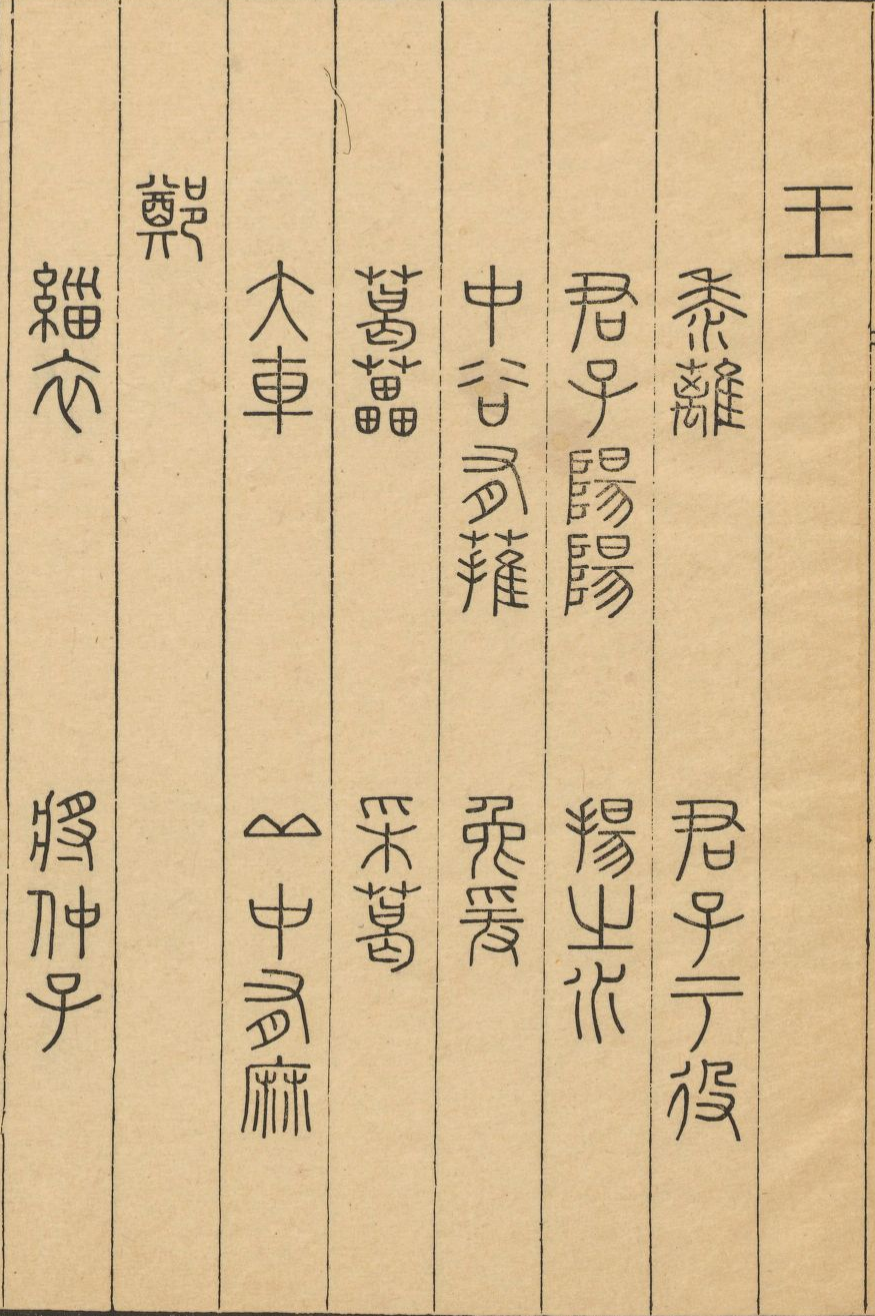 王
黍離 君子于役
君子陽陽 揚之水
中谷有蓷 兔爰
葛藟 采葛
大車 丘中有麻
鄭
緇衣 將仲子